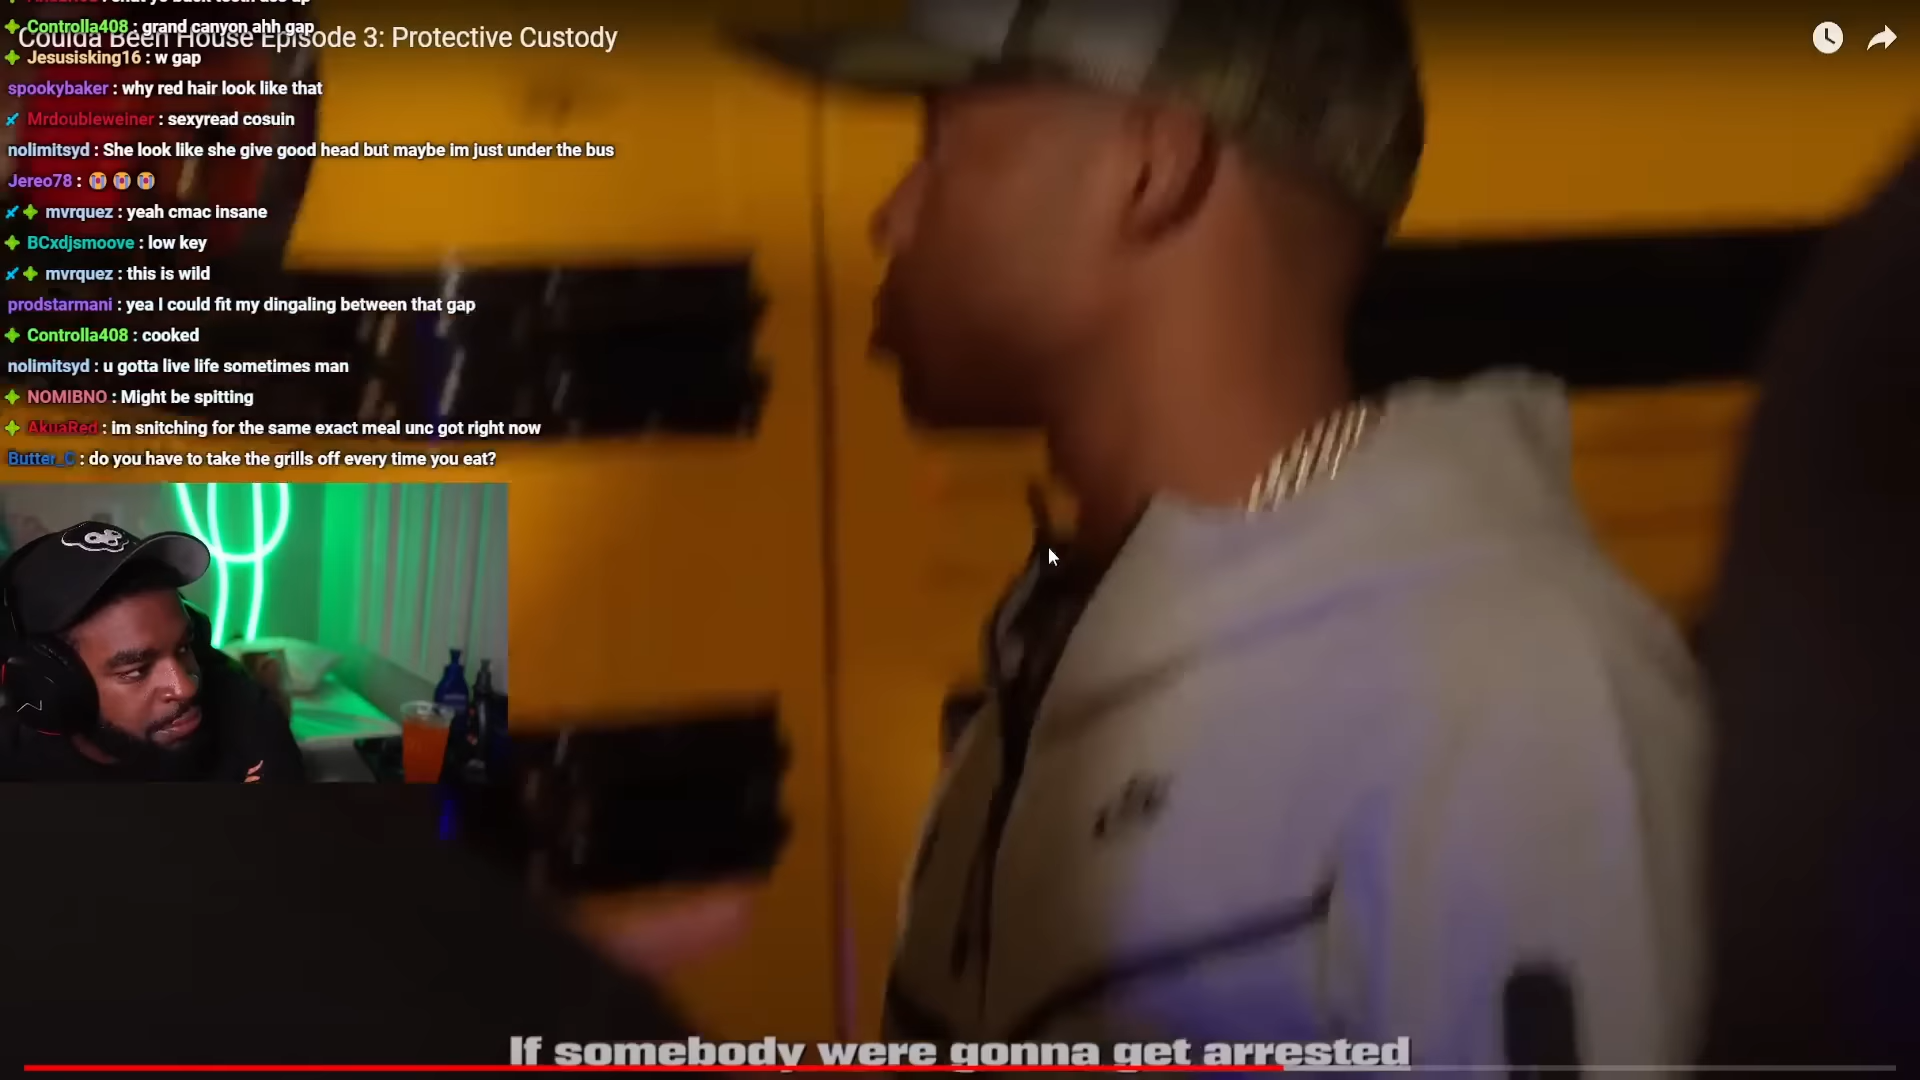 Controlla408 : grand canyon ahh gap
Coulda Been House Episode 3: Protective Custody
Jesusisking16 : w gap
spookybaker : why red hair look like that
Mrdoubleweiner : sexyread cosuin
nolimitsyd : She look like she give good head but maybe im just under the bus
Jereo78 : 😭 😭 😭
mvrquez : yeah cmac insane
BCxdjsmoove : low key
mvrquez : this is wild
prodstarmani : yea I could fit my dingaling between that gap
Controlla408 : cooked
nolimitsyd : u gotta live life sometimes man
NOMIBNO : Might be spitting
AkuaRed : im snitching for the same exact meal unc got right now
Butter_C : do you have to take the grills off every time you eat?
If somebody were gonna get arrested